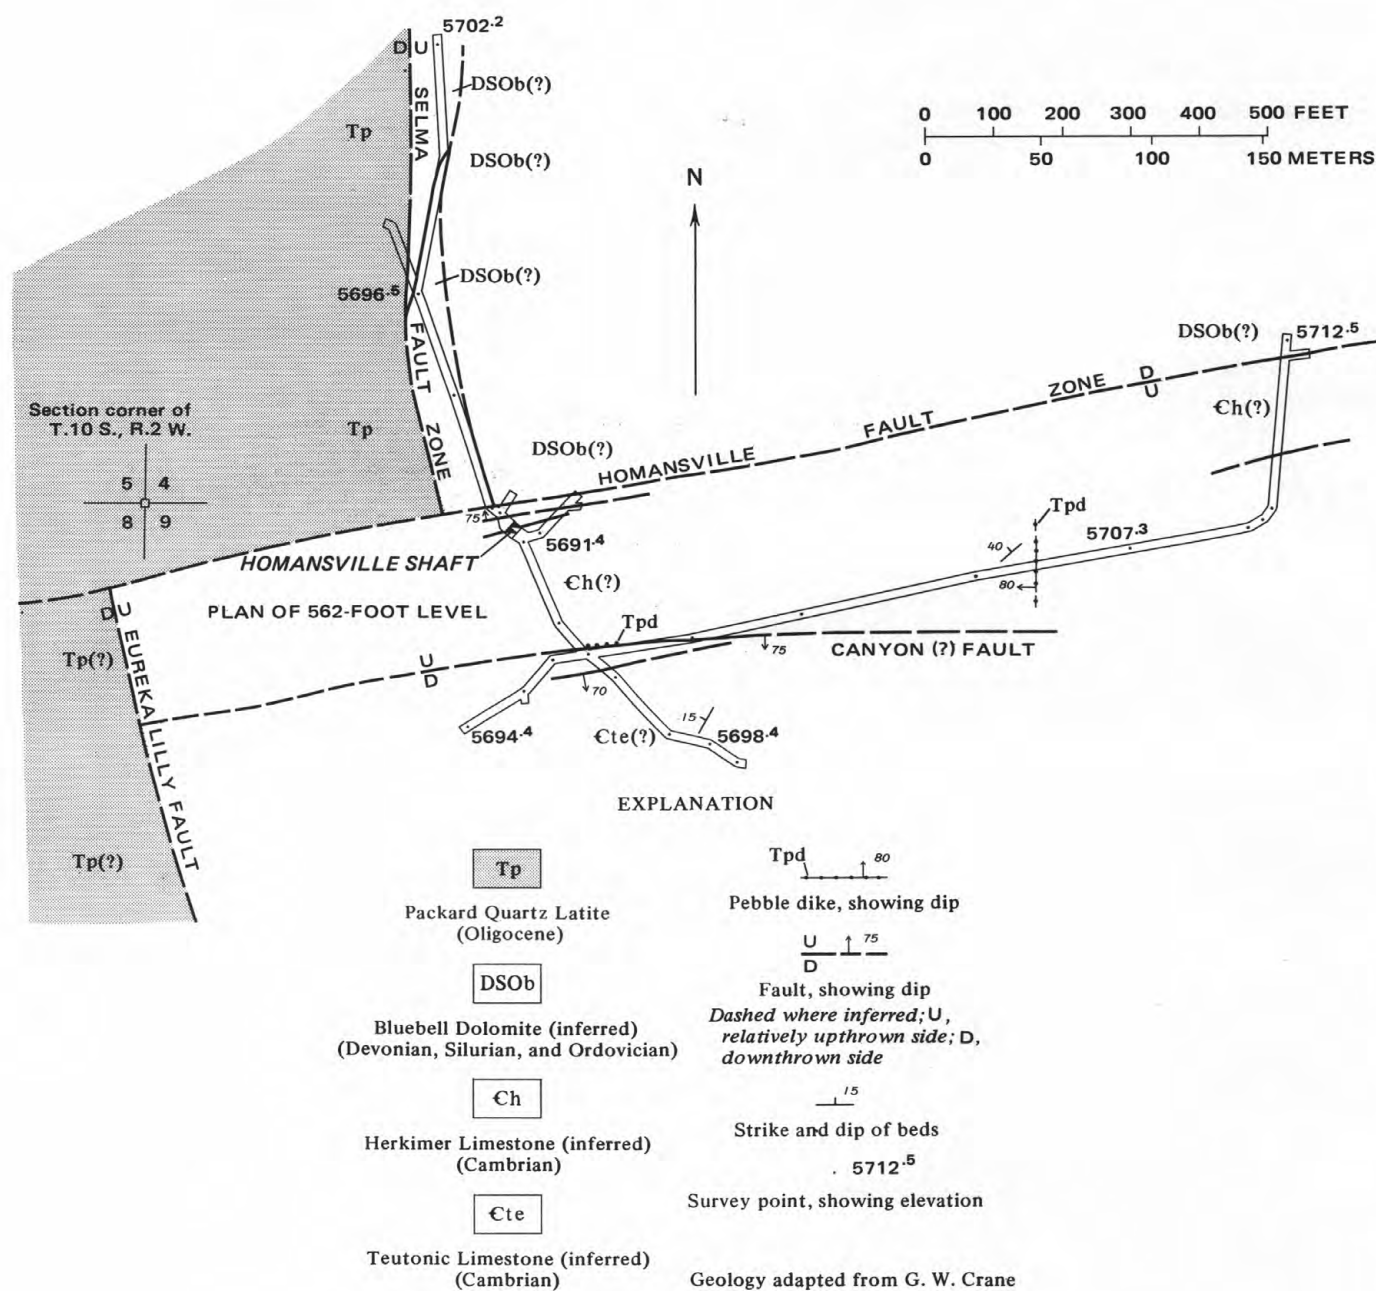 5702.2
D U
SELMA
FAULT
ZONE
DSOb(?)
Tp
DSOb(?)
0 100 200 300 400 500 FEET
0 50 100 150 METERS
N
DSOb(?)
5696.5
DSOb(?)
5712.5
D
U
HOMANSVILLE FAULT ZONE
Єh(?)
Section corner of
T.10 S., R.2 W.
5 4
8 9
Tp
DSOb(?)
75
HOMANSVILLE SHAFT
5691.4
Tpd
5707.3
40
80
Єh(?)
D U
EUREKA LILLY FAULT
PLAN OF 562-FOOT LEVEL
Tpd
U
D
75
CANYON (?) FAULT
Tp(?)
70
5694.4
Єte(?)
15
5698.4
Tp(?)
EXPLANATION
Tp
Packard Quartz Latite
(Oligocene)
DSOb
Bluebell Dolomite (inferred)
(Devonian, Silurian, and Ordovician)
Єh
Herkimer Limestone (inferred)
(Cambrian)
Єte
Teutonic Limestone (inferred)
(Cambrian)
Tpd
80
Pebble dike, showing dip
U
D
75
Fault, showing dip
Dashed where inferred; U,
relatively upthrown side; D,
downthrown side
15
Strike and dip of beds
. 5712.5
Survey point, showing elevation
Geology adapted from G. W. Crane